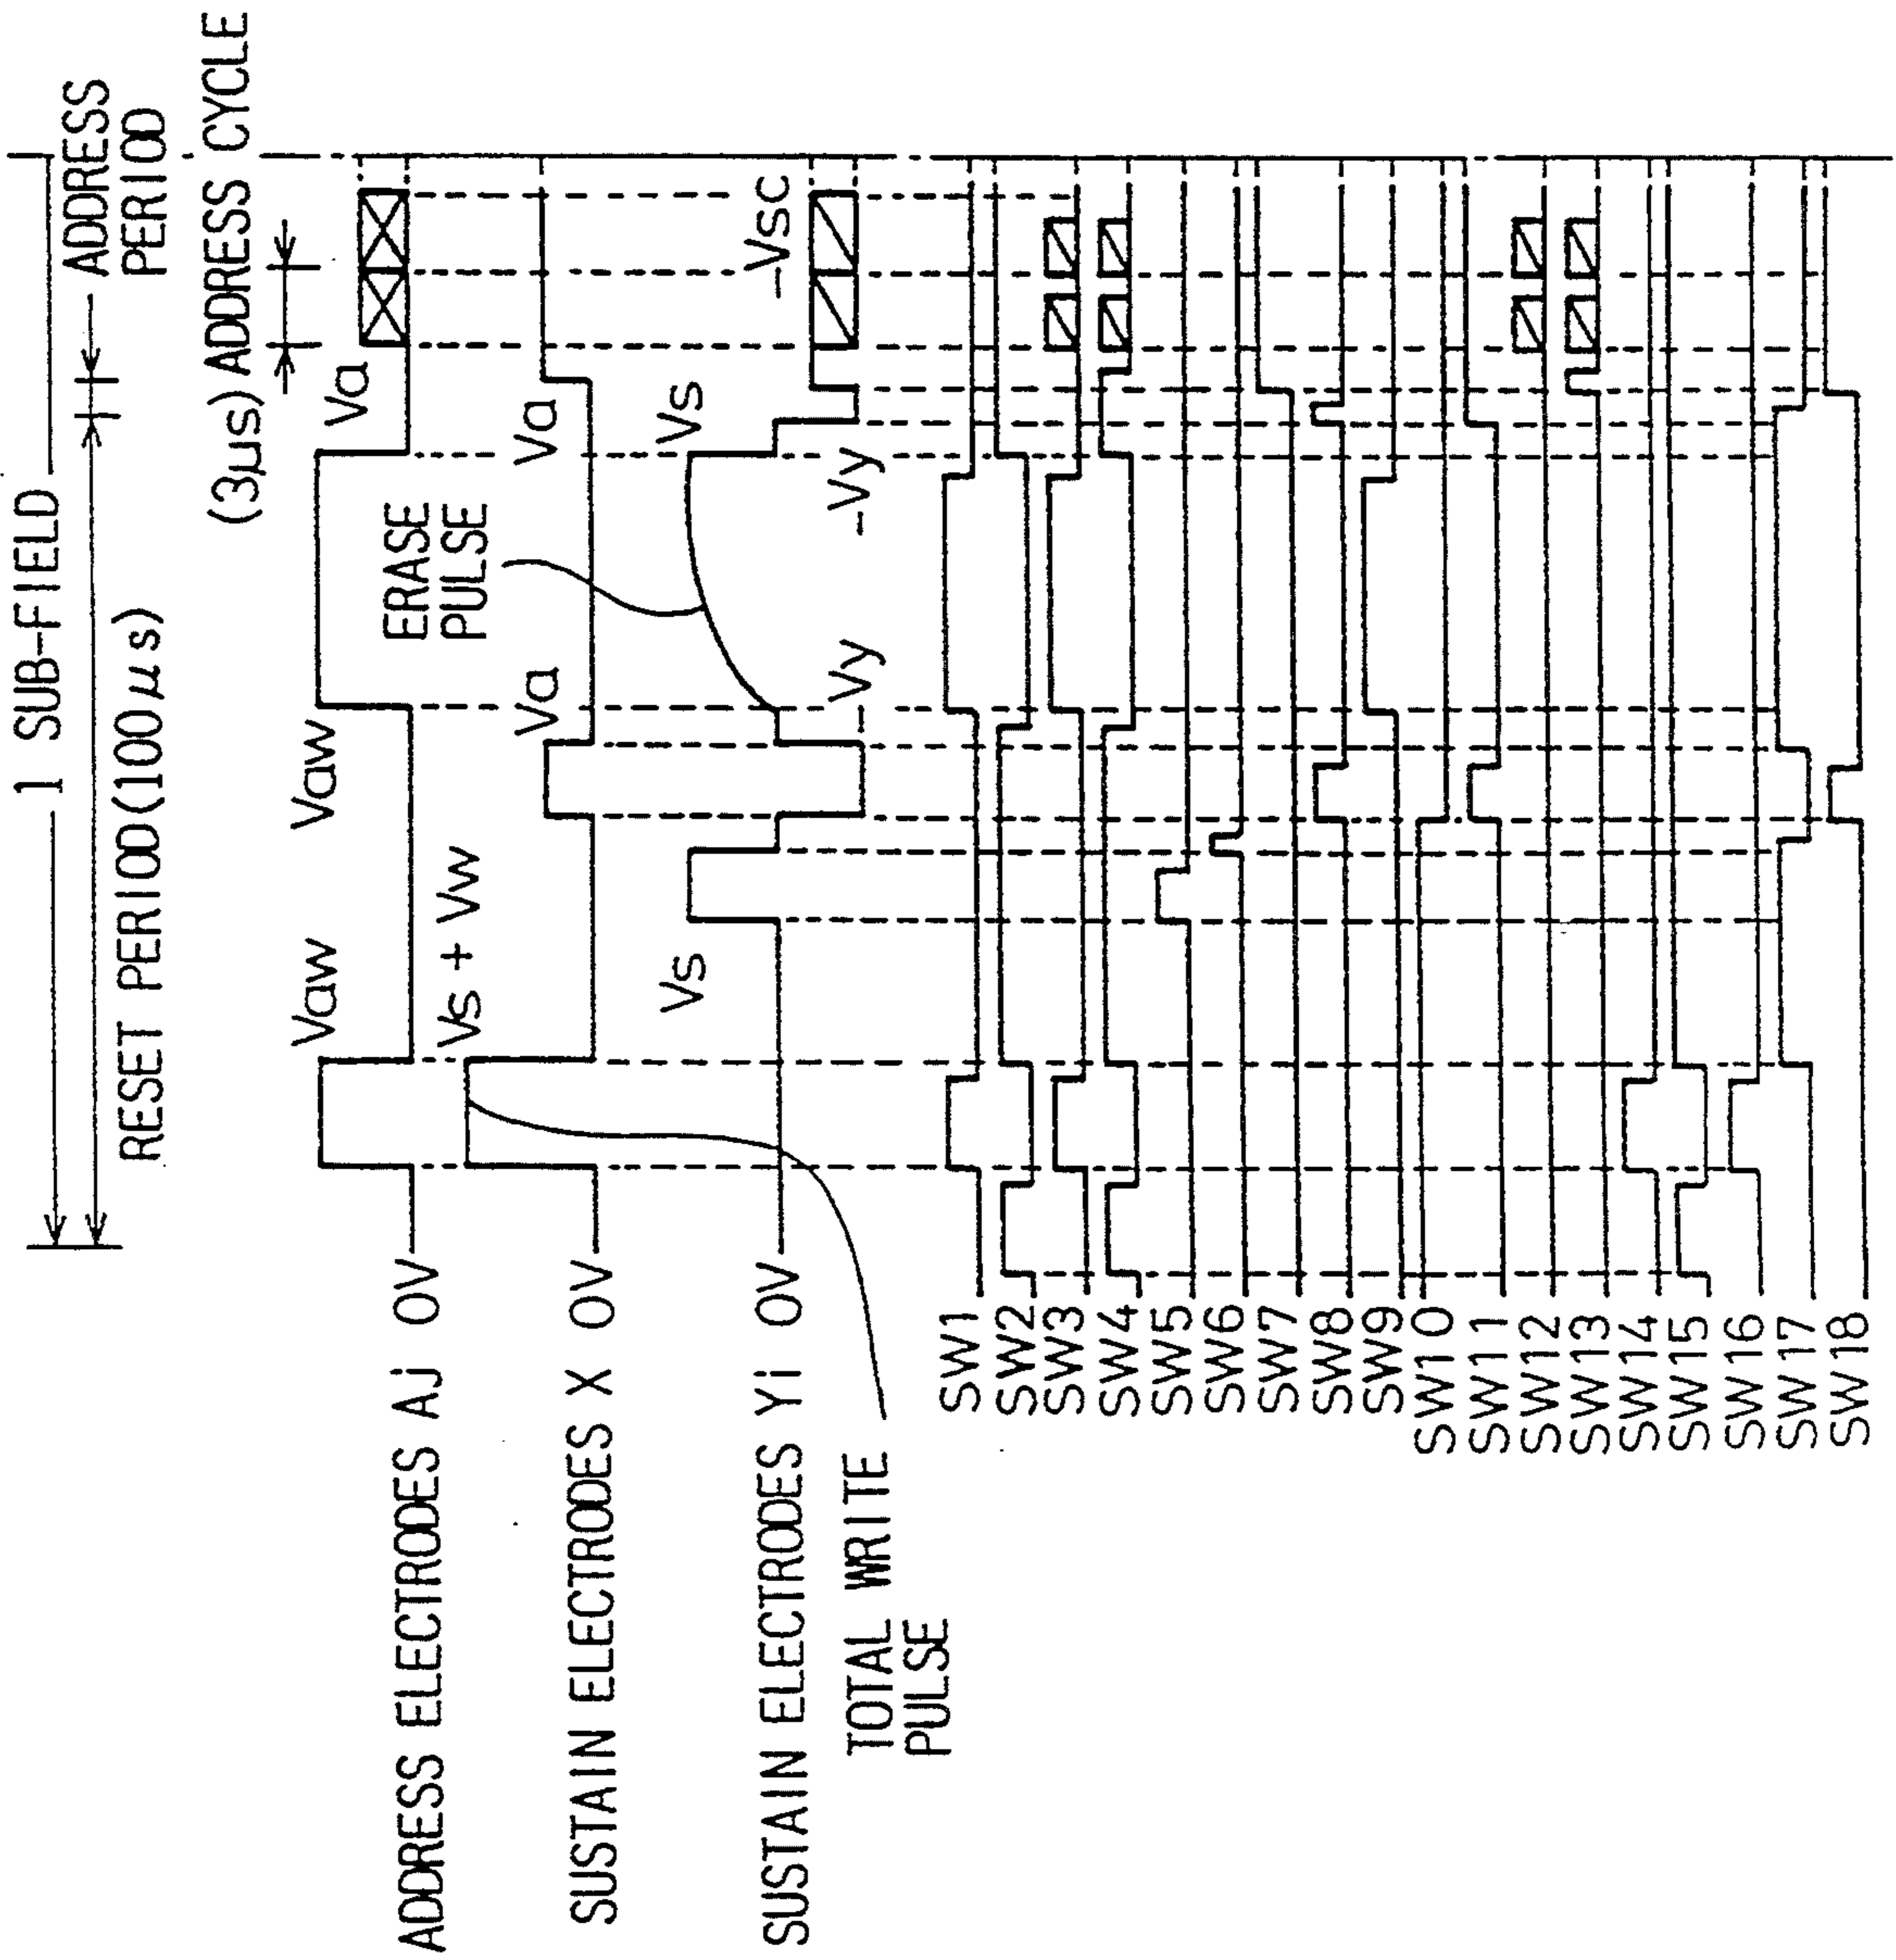 1 SUB-FIELD
RESET PERIOD (100μs)
ADDRESS
PERIOD
(3μs) ADDRESS CYCLE
Vaw
Vaw
Va
ADDRESS ELECTRODES Aj 0V
Vs + Vw
Va
Va
SUSTAIN ELECTRODES X 0V
ERASE
PULSE
Vs
Vs
SUSTAIN ELECTRODES Yi 0V
Vy
-Vy
-Vsc
TOTAL WRITE
PULSE
SW1
SW2
SW3
SW4
SW5
SW6
SW7
SW8
SW9
SW10
SW11
SW12
SW13
SW14
SW15
SW16
SW17
SW18